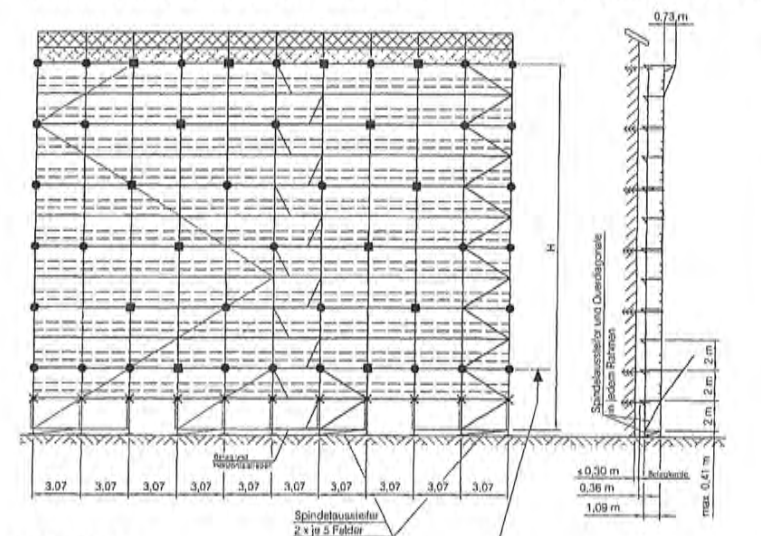 0,73 m
H
Spindelaussteifer und Querdiagonale
in jedem Rahmen
2 m
2 m
2 m
max. 0,41 m
≤ 0,30 m
0,36 m
1,09 m
3,07 3,07 3,07 3,07 3,07 3,07 3,07 3,07 3,07 3,07
Spindelaussteifer
2 x je 5 Felder